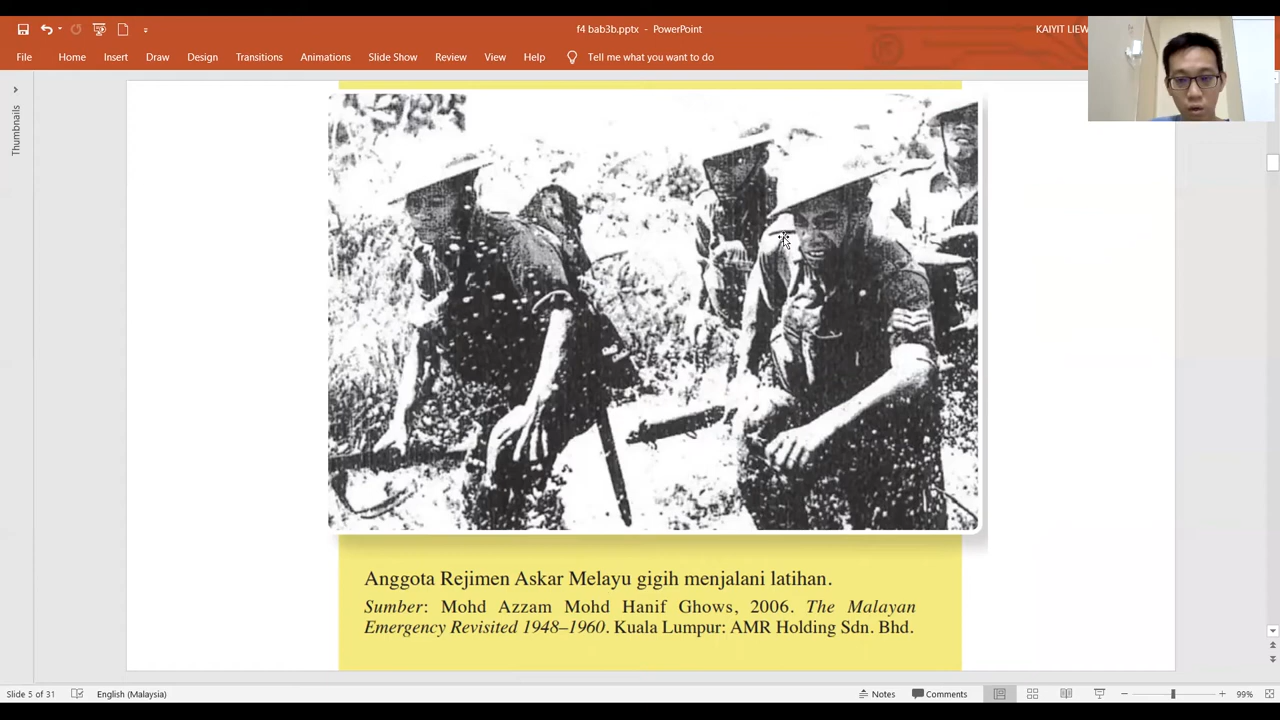 f4 bab3b.pptx - PowerPoint
KAIYIT LIEW
File Home Insert Draw Design Transitions Animations Slide Show Review View Help Tell me what you want to do
Thumbnails
Anggota Rejimen Askar Melayu gigih menjalani latihan.
Sumber: Mohd Azzam Mohd Hanif Ghows, 2006. The Malayan
Emergency Revisited 1948–1960. Kuala Lumpur: AMR Holding Sdn. Bhd.
Slide 5 of 31 English (Malaysia) Notes Comments 99%